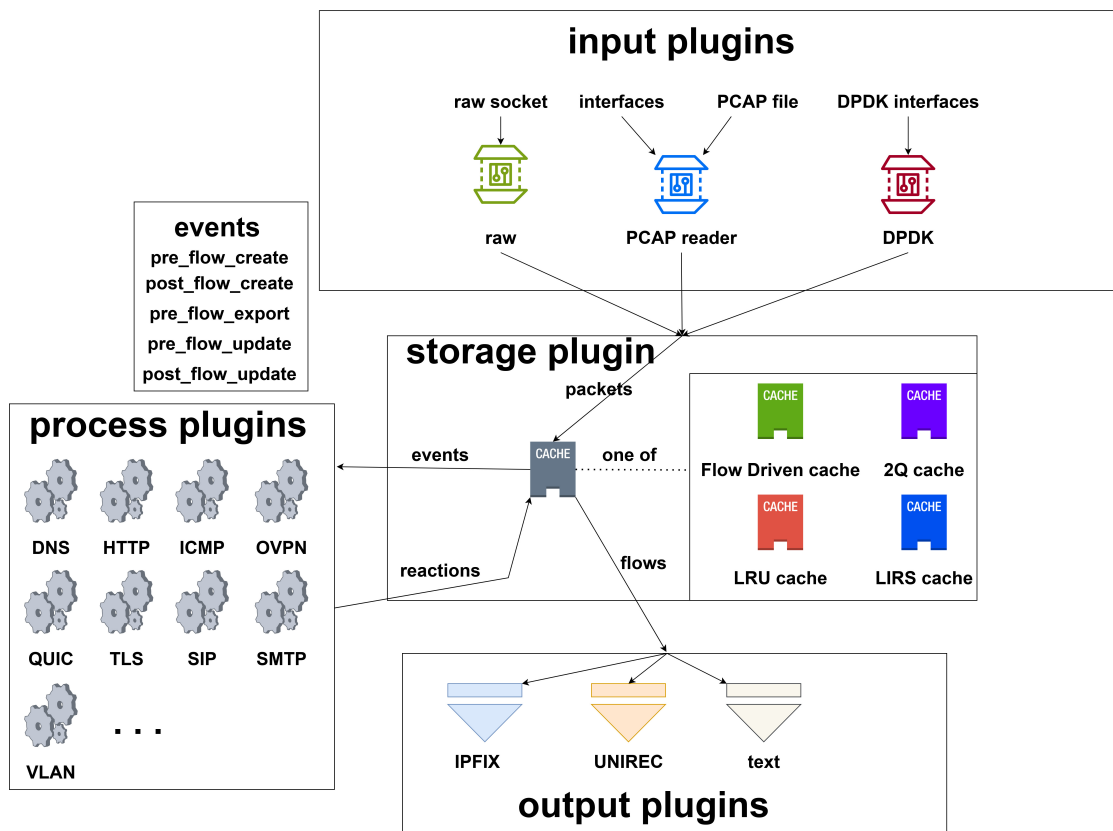 input plugins
raw socket
interfaces
PCAP file
DPDK interfaces
raw
PCAP reader
DPDK
events
pre_flow_create
post_flow_create
pre_flow_export
pre_flow_update
post_flow_update
storage plugin
packets
CACHE
events
one of
reactions
flows
CACHE
Flow Driven cache
CACHE
2Q cache
CACHE
LRU cache
CACHE
LIRS cache
process plugins
DNS
HTTP
ICMP
OVPN
QUIC
TLS
SIP
SMTP
VLAN
. . .
IPFIX
UNIREC
text
output plugins